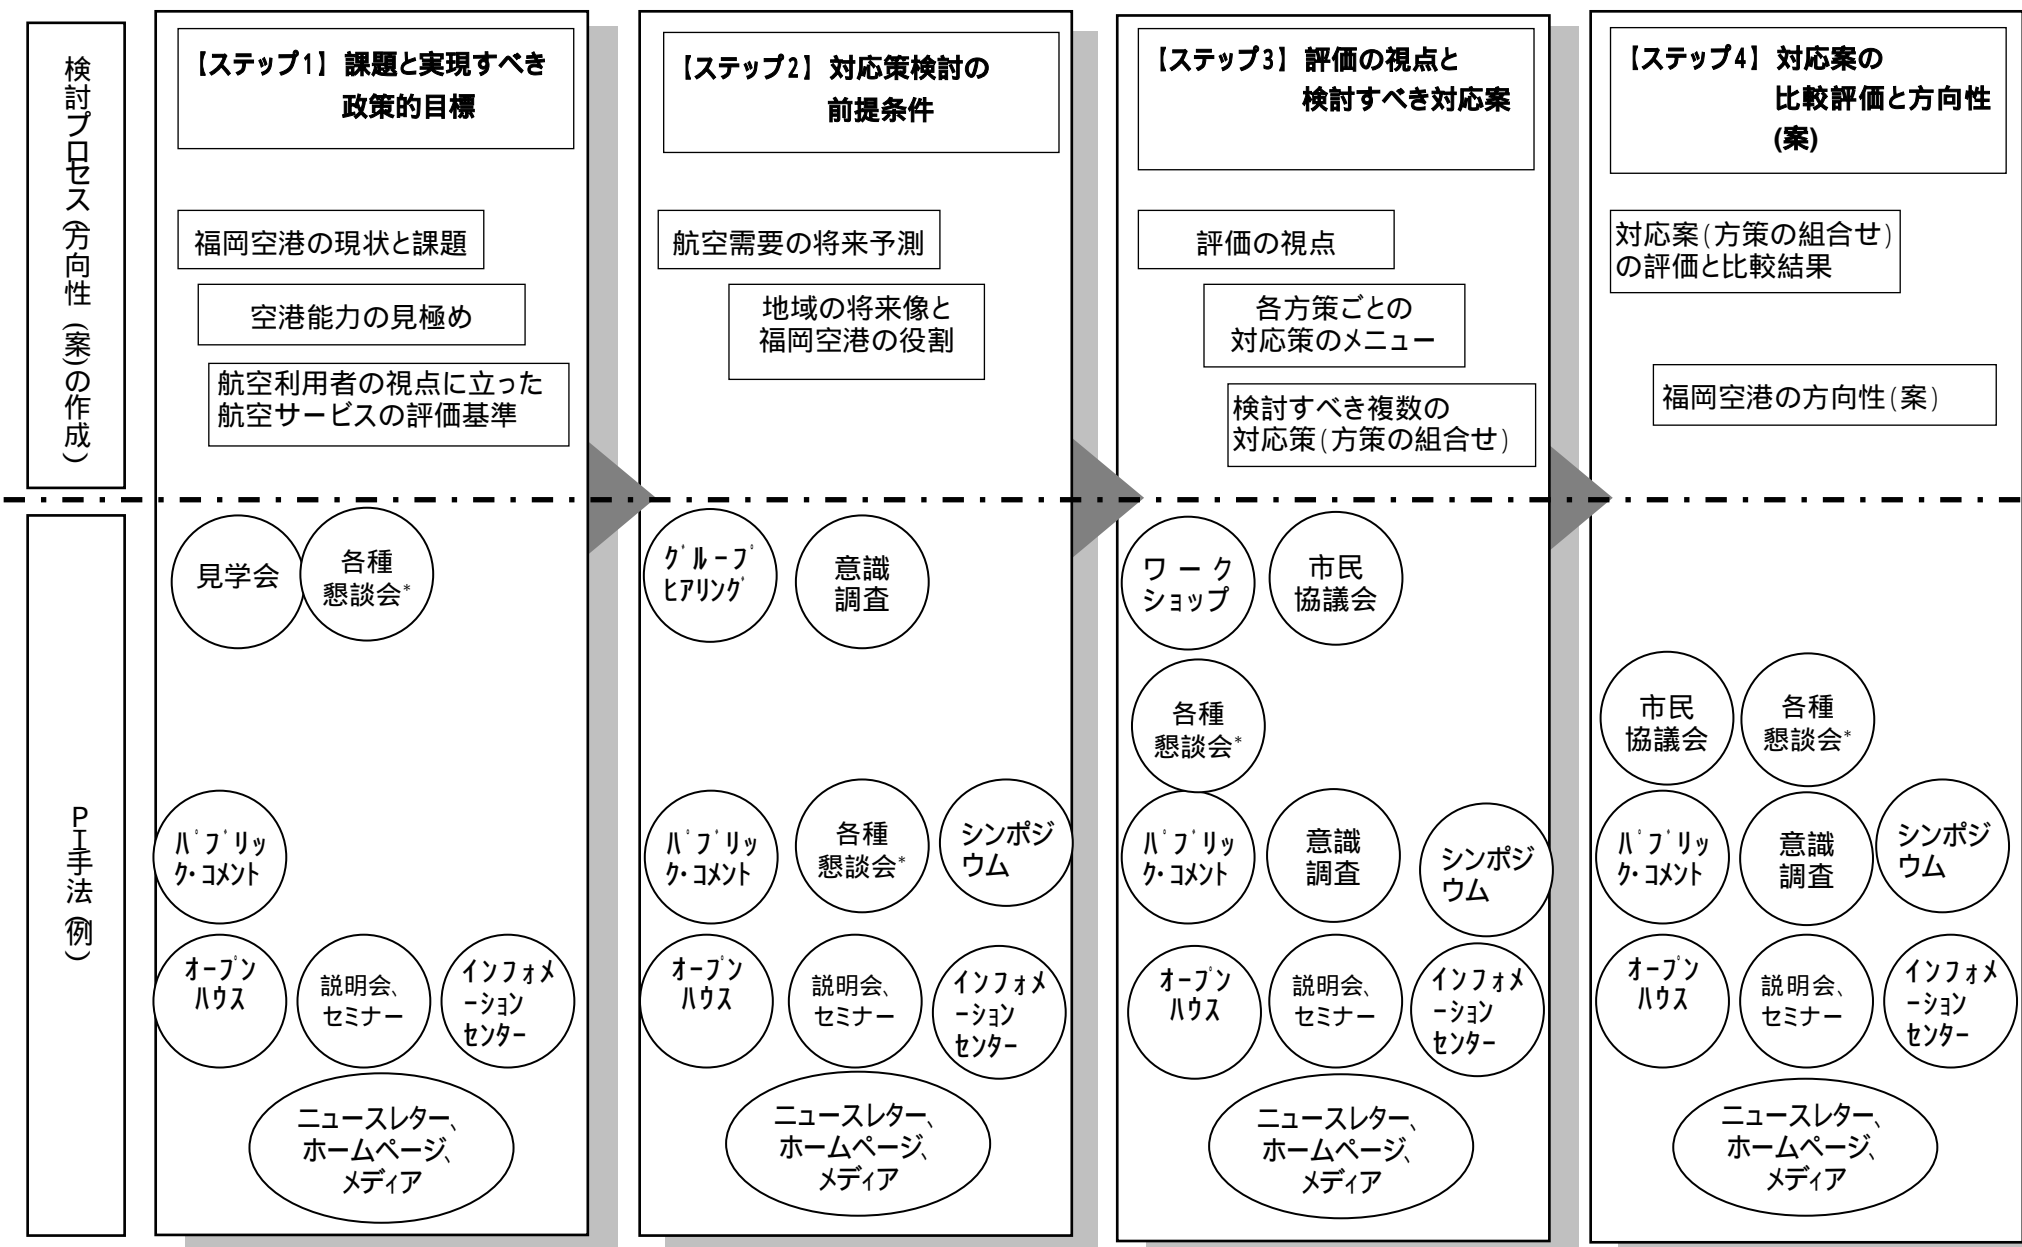 検討プロセス(方向性(案)の作成)
【ステップ1】課題と実現すべき
政策的目標
福岡空港の現状と課題
空港能力の見極め
航空利用者の視点に立った
航空サービスの評価基準
【ステップ2】対応策検討の
前提条件
航空需要の将来予測
地域の将来像と
福岡空港の役割
【ステップ3】評価の視点と
検討すべき対応案
評価の視点
各方策ごとの
対応策のメニュー
検討すべき複数の
対応策(方策の組合せ)
【ステップ4】対応案の
比較評価と方向性
(案)
対応案(方策の組合せ)
の評価と比較結果
福岡空港の方向性(案)
PI手法(例)
見学会
各種
懇談会*
パブリッ
ク・コメント
オープン
ハウス
説明会、
セミナー
インフォメ
ーション
センター
ニュースレター、
ホームページ、
メディア
グループ
ヒアリング
意識
調査
パブリッ
ク・コメント
各種
懇談会*
シンポジ
ウム
オープン
ハウス
説明会、
セミナー
インフォメ
ーション
センター
ニュースレター、
ホームページ、
メディア
ワーク
ショップ
市民
協議会
各種
懇談会*
パブリッ
ク・コメント
意識
調査
シンポジ
ウム
オープン
ハウス
説明会、
セミナー
インフォメ
ーション
センター
ニュースレター、
ホームページ、
メディア
市民
協議会
各種
懇談会*
パブリッ
ク・コメント
意識
調査
シンポジ
ウム
オープン
ハウス
説明会、
セミナー
インフォメ
ーション
センター
ニュースレター、
ホームページ、
メディア